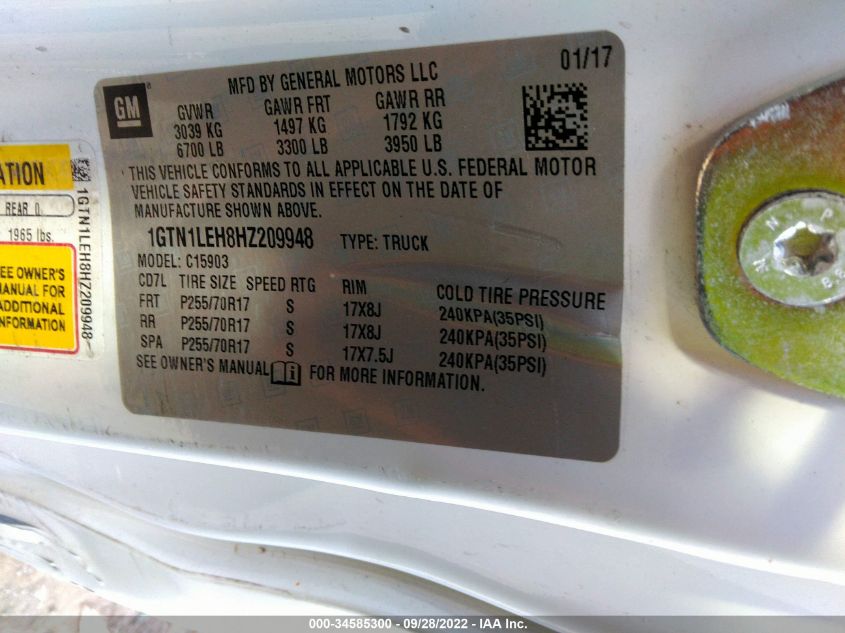 GM
MFD BY GENERAL MOTORS LLC
01/17
GVWR GAWR FRT GAWR RR
3039 KG 1497 KG 1792 KG
6700 LB 3300 LB 3950 LB
THIS VEHICLE CONFORMS TO ALL APPLICABLE U.S. FEDERAL MOTOR
VEHICLE SAFETY STANDARDS IN EFFECT ON THE DATE OF
MANUFACTURE SHOWN ABOVE.
1GTN1LEH8HZ209948 TYPE: TRUCK
MODEL: C15903
CD7L TIRE SIZE SPEED RTG RIM COLD TIRE PRESSURE
FRT P255/70R17 S 17X8J 240KPA(35PSI)
RR P255/70R17 S 17X8J 240KPA(35PSI)
SPA P255/70R17 S 17X7.5J 240KPA(35PSI)
SEE OWNER'S MANUAL FOR MORE INFORMATION.
REAR 0
1965 lbs.
SEE OWNER'S
MANUAL FOR
ADDITIONAL
INFORMATION
1GTN1LEH8HZ209948
000-34585300 - 09/28/2022 - IAA Inc.